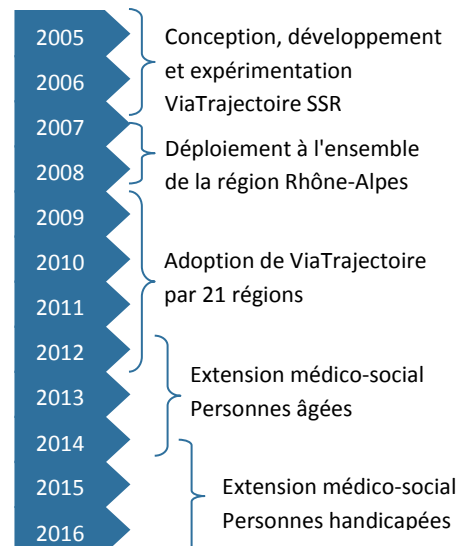 2005
2006
2007
2008
2009
2010
2011
2012
2013
2014
2015
2016
Conception, développement
et expérimentation
ViaTrajectoire SSR
Déploiement à l'ensemble
de la région Rhône-Alpes
Adoption de ViaTrajectoire
par 21 régions
Extension médico-social
Personnes âgées
Extension médico-social
Personnes handicapées